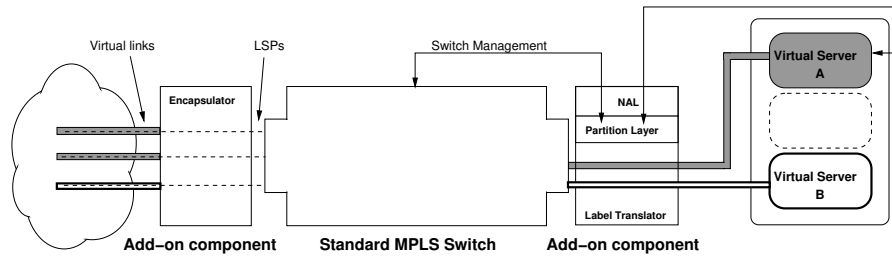 Virtual links
LSPs
Switch Management
Encapsulator
NAL
Partition Layer
Virtual Server
A
Virtual Server
B
Label Translator
Add−on component
Standard MPLS Switch
Add−on component